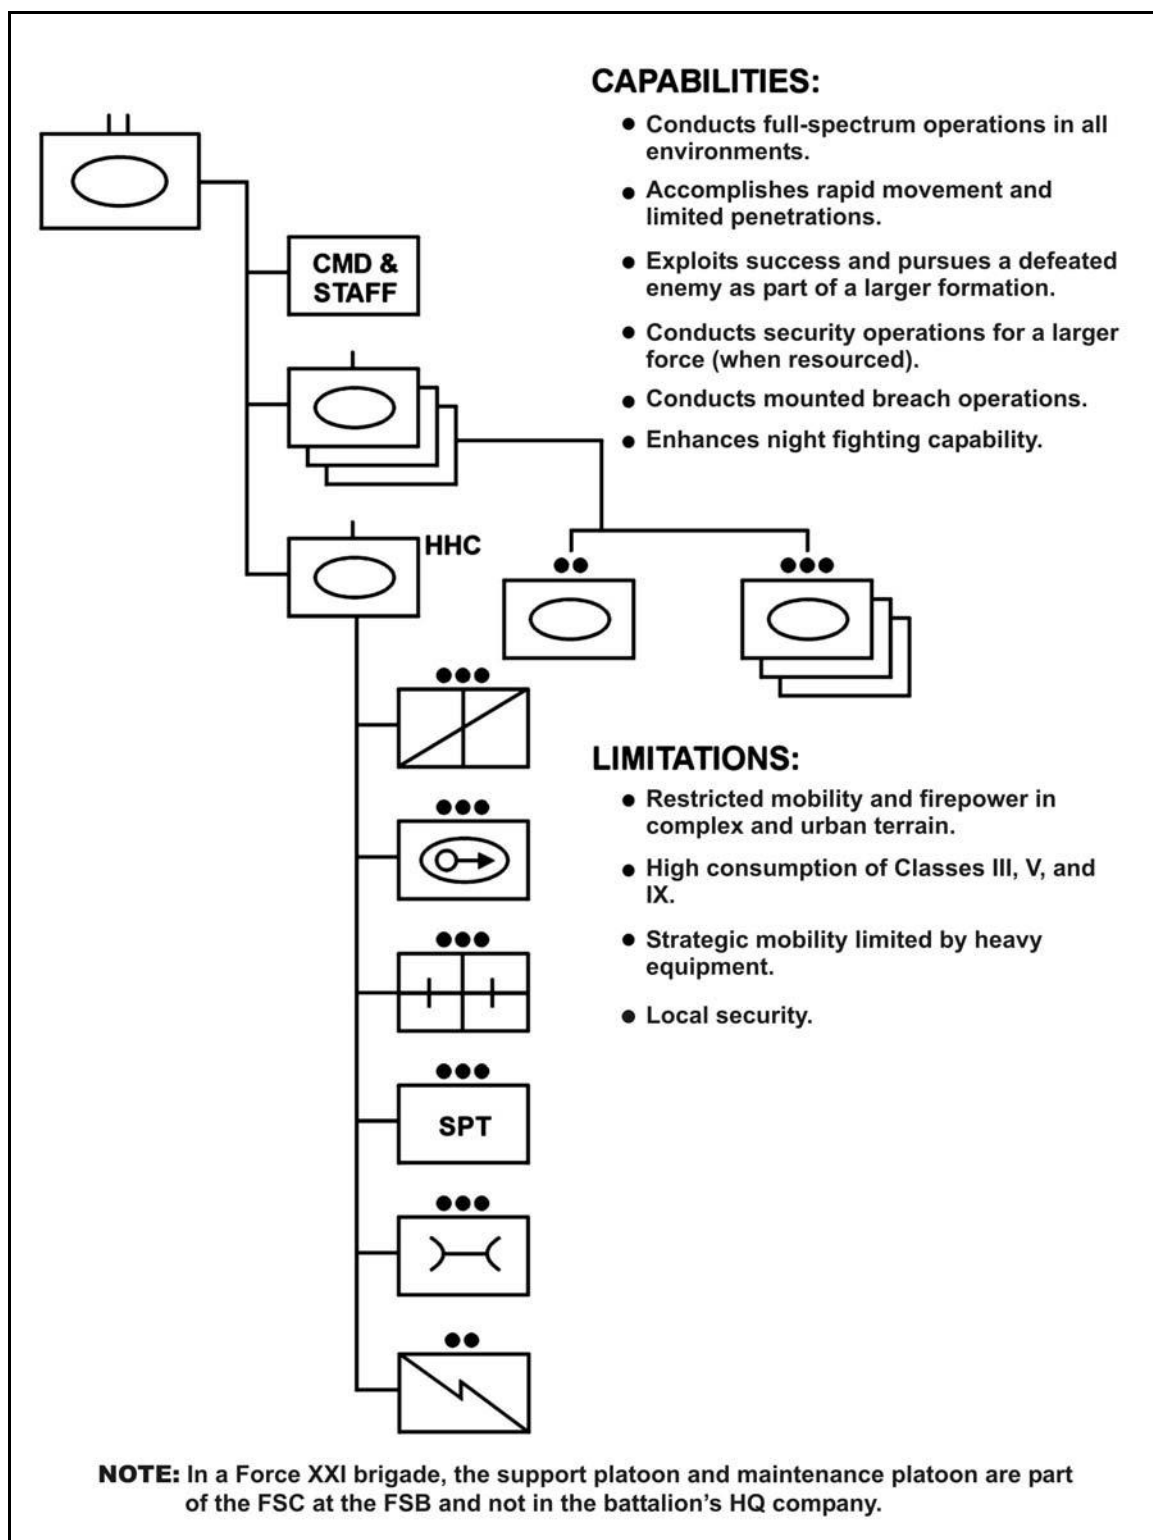 CAPABILITIES:
● Conducts full-spectrum operations in all
environments.
● Accomplishes rapid movement and
limited penetrations.
● Exploits success and pursues a defeated
enemy as part of a larger formation.
● Conducts security operations for a larger
force (when resourced).
● Conducts mounted breach operations.
● Enhances night fighting capability.
CMD &
STAFF
HHC
SPT
LIMITATIONS:
● Restricted mobility and firepower in
complex and urban terrain.
● High consumption of Classes III, V, and
IX.
● Strategic mobility limited by heavy
equipment.
● Local security.
NOTE: In a Force XXI brigade, the support platoon and maintenance platoon are part
of the FSC at the FSB and not in the battalion's HQ company.